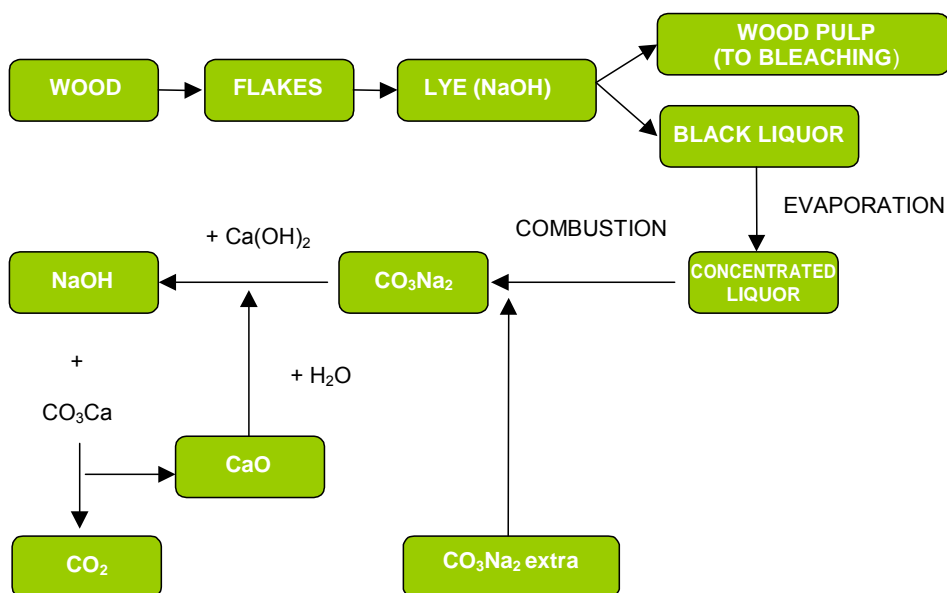 WOOD
FLAKES
LYE (NaOH)
WOOD PULP
(TO BLEACHING)
BLACK LIQUOR
EVAPORATION
COMBUSTION
+ Ca(OH)₂
NaOH
CO₃Na₂
CONCENTRATED
LIQUOR
+
+ H₂O
CO₃Ca
CaO
CO₂
CO₃Na₂ extra